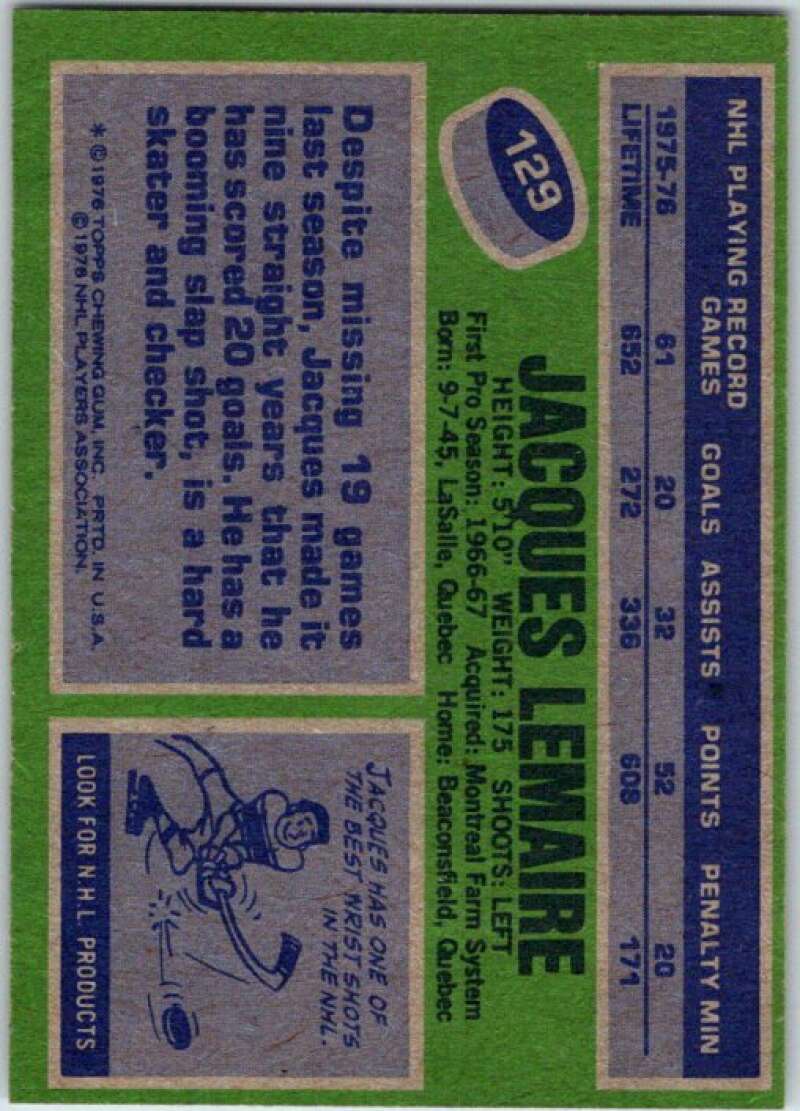 NHL PLAYING RECORD
GAMES GOALS ASSISTS POINTS PENALTY MIN
1975-76 61 20 32 52 20
LIFETIME 652 272 336 608 171
129
JACQUES LEMAIRE
HEIGHT: 5'10" WEIGHT: 175 SHOOTS: LEFT
First Pro Season: 1966-67 Acquired: Montreal Farm System
Born: 9-7-45, LaSalle, Quebec Home: Beaconsfield, Quebec
Despite missing 19 games
last season, Jacques made it
nine straight years that he
has scored 20 goals. He has a
booming slap shot, is a hard
skater and checker.
* © 1976 TOPPS CHEWING GUM, INC. PRTD. IN U.S.A.
© 1976 NHL PLAYERS ASSOCIATION.
JACQUES HAS ONE OF
THE BEST WRIST SHOTS
IN THE NHL.
LOOK FOR N.H.L. PRODUCTS